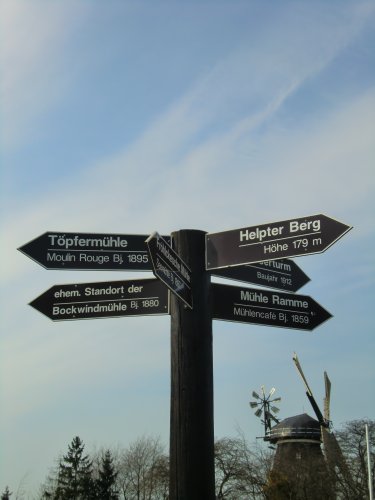 Töpfermühle
Moulin Rouge Bj. 1895
ehem. Standort der
Bockwindmühle Bj. 1880
Helpter Berg
Höhe 179 m
Baujahr 1912
Mühle Ramme
Mühlencafé Bj. 1859